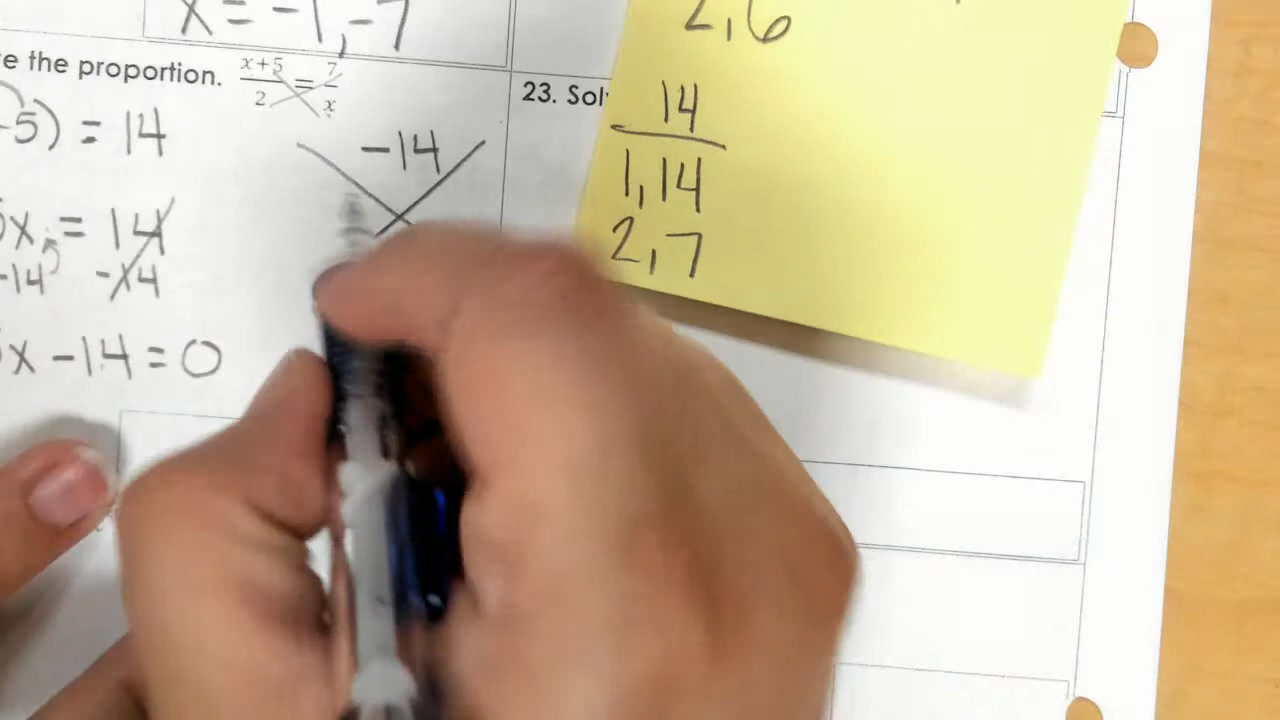 x = -1, -7
e the proportion. x+5/2 = 7/x
-5) = 14
x = 14
-14 -14
x - 14 = 0
-14
23. Sol
2, 6
14
1, 14
2, 7